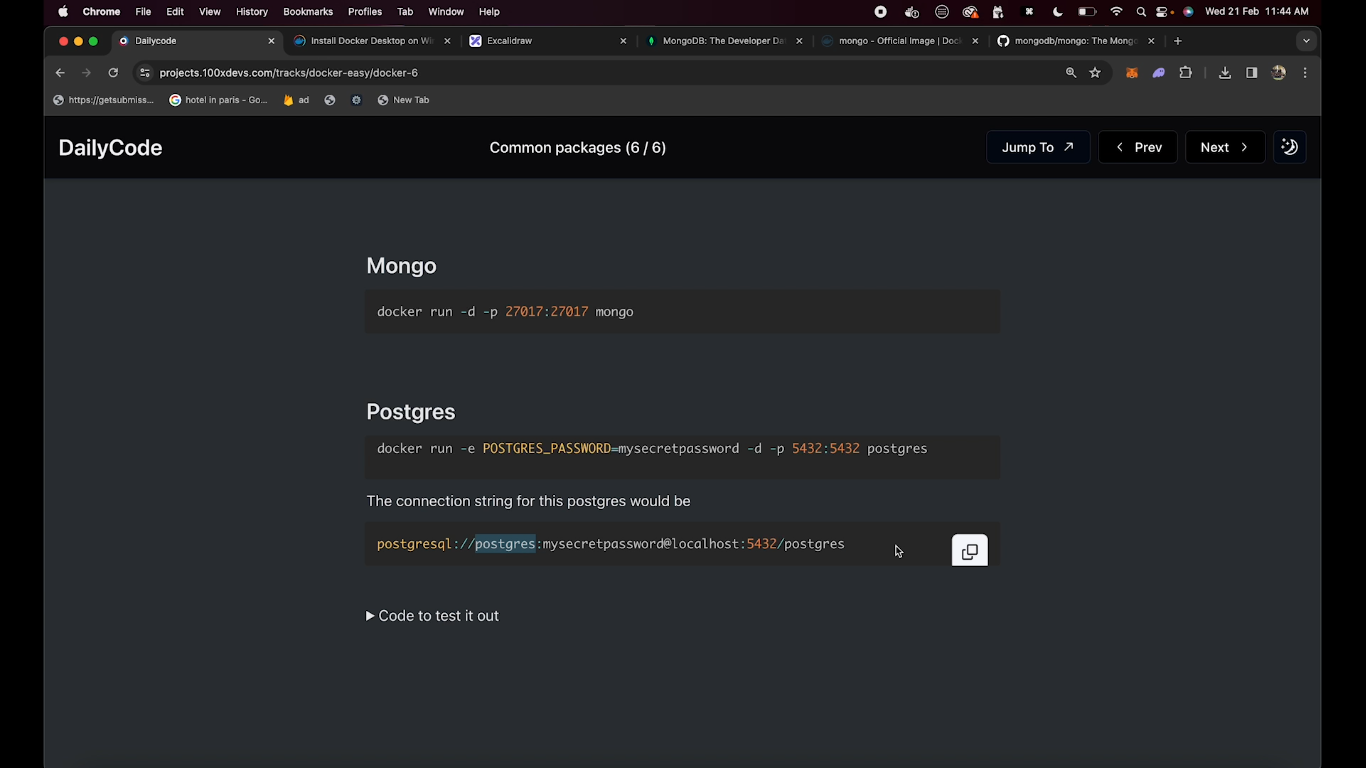 Chrome File Edit View History Bookmarks Profiles Tab Window Help Wed 21 Feb 11:44 AM
Dailycode Install Docker Desktop on Wi Excalidraw MongoDB: The Developer Da mongo - Official Image | Doc mongodb/mongo: The Mong
projects.100xdevs.com/tracks/docker-easy/docker-6
https://getsubmiss... hotel in paris - Go... ad New Tab
DailyCode Common packages (6 / 6) Jump To Prev Next
Mongo
docker run -d -p 27017:27017 mongo
Postgres
docker run -e POSTGRES_PASSWORD=mysecretpassword -d -p 5432:5432 postgres
The connection string for this postgres would be
postgresql://postgres:mysecretpassword@localhost:5432/postgres
Code to test it out